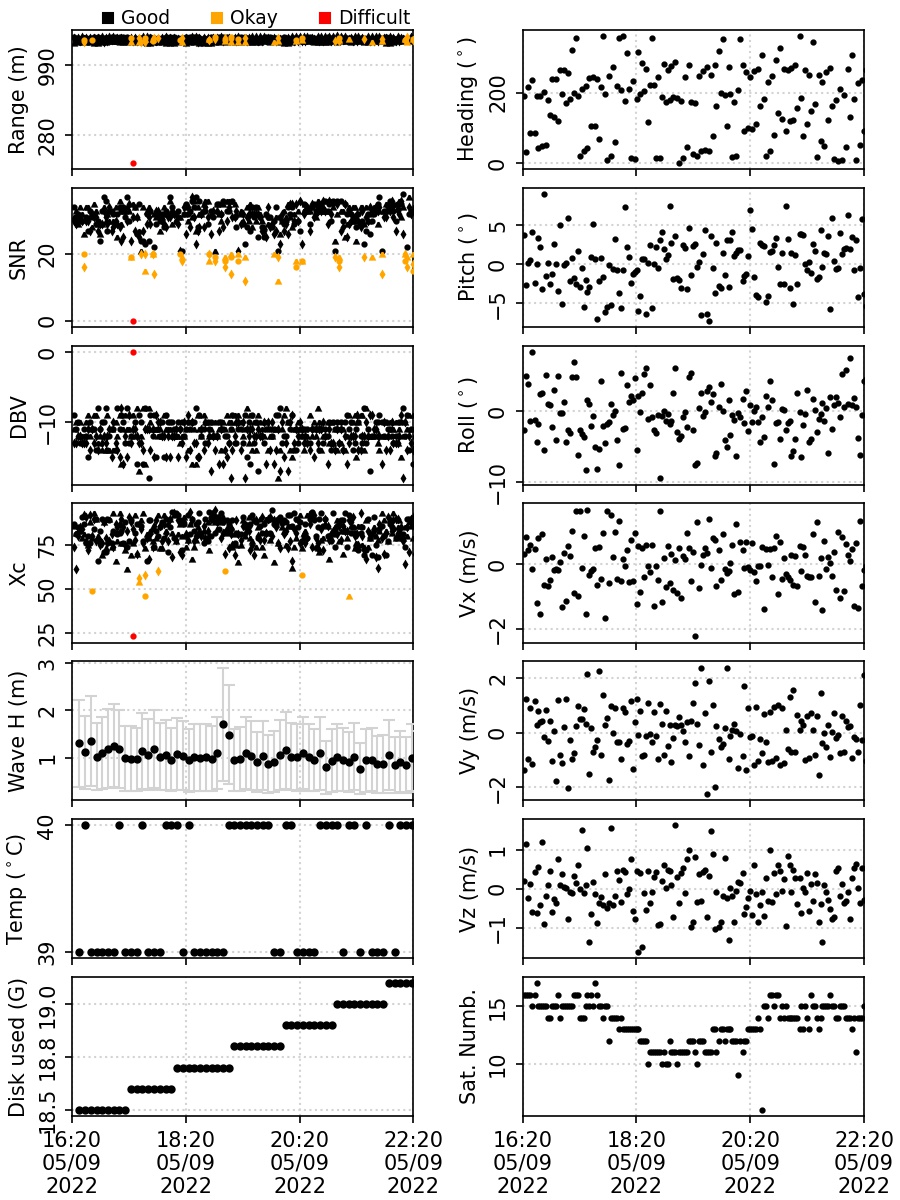 Good Okay Difficult
Range (m)
990
280
Heading (°)
200
0
SNR
20
0
Pitch (°)
5
0
−5
DBV
0
−10
Roll (°)
0
−10
Xc
75
50
25
Vx (m/s)
0
−2
Wave H (m)
3
2
1
Vy (m/s)
2
0
−2
Temp (°C)
40
39
Vz (m/s)
1
0
−1
Disk used (G)
19.0
18.8
18.5
Sat. Numb.
15
10
16:20 18:20 20:20 22:20
05/09 05/09 05/09 05/09
2022 2022 2022 2022
16:20 18:20 20:20 22:20
05/09 05/09 05/09 05/09
2022 2022 2022 2022